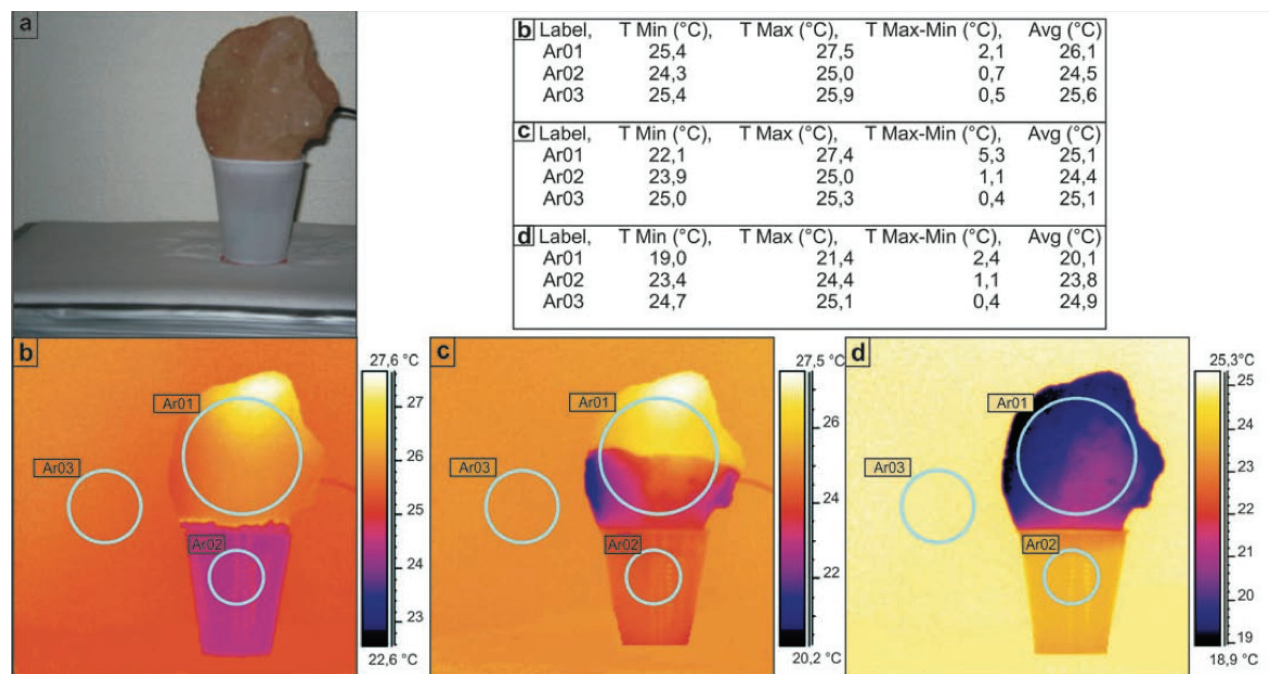 a
b Label, T Min (°C), T Max (°C), T Max-Min (°C), Avg (°C)
Ar01 25,4 27,5 2,1 26,1
Ar02 24,3 25,0 0,7 24,5
Ar03 25,4 25,9 0,5 25,6
c Label, T Min (°C), T Max (°C), T Max-Min (°C), Avg (°C)
Ar01 22,1 27,4 5,3 25,1
Ar02 23,9 25,0 1,1 24,4
Ar03 25,0 25,3 0,4 25,1
d Label, T Min (°C), T Max (°C), T Max-Min (°C), Avg (°C)
Ar01 19,0 21,4 2,4 20,1
Ar02 23,4 24,4 1,1 23,8
Ar03 24,7 25,1 0,4 24,9
b
27,6 °C
Ar01
Ar03
Ar02
27
26
25
24
23
22,6 °C
c
27,5 °C
Ar01
Ar03
Ar02
26
24
22
20,2 °C
d
25,3°C
Ar01
Ar03
Ar02
25
24
23
22
21
20
19
18,9 °C